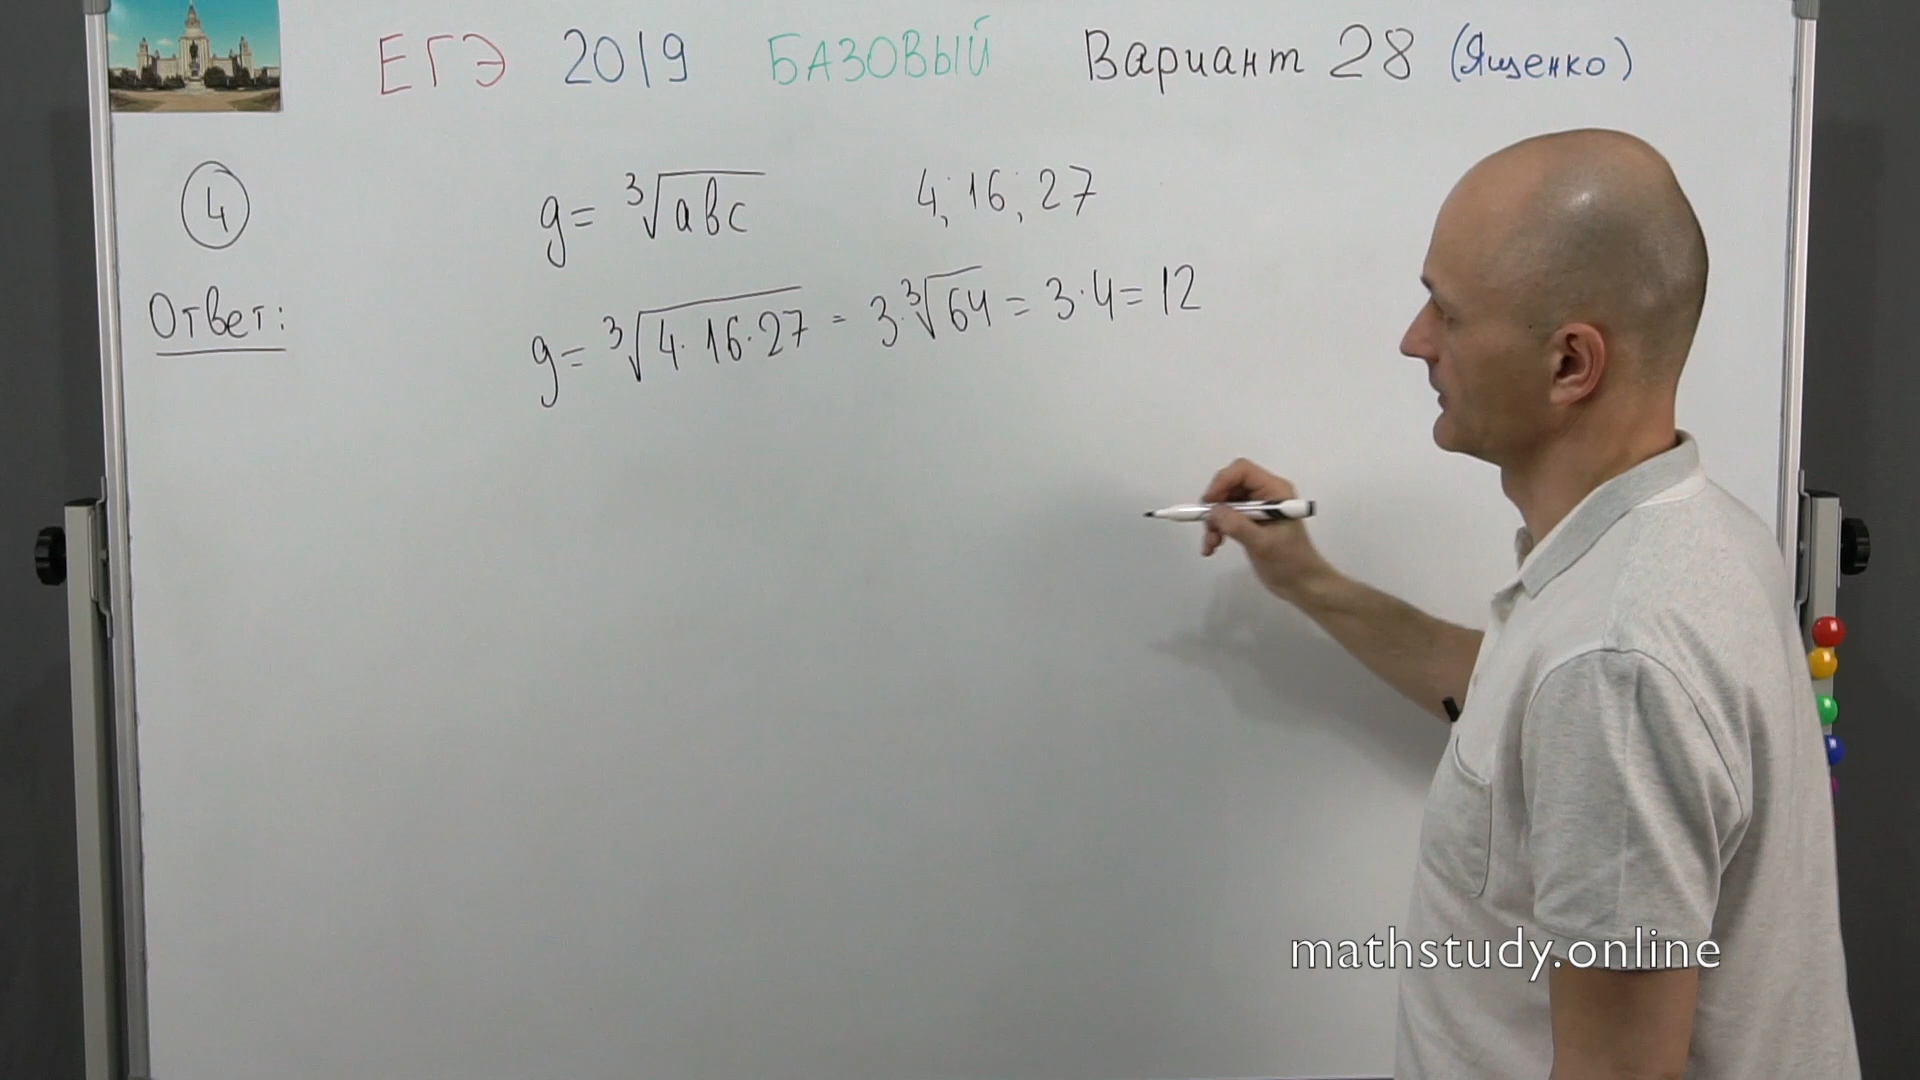 ЕГЭ 2019 БАЗОВЫЙ Вариант 28 (Ященко)
4
g = ∛abc 4; 16; 27
Ответ:
g = ∛4·16·27 = 3·∛64 = 3·4 = 12
mathstudy.online